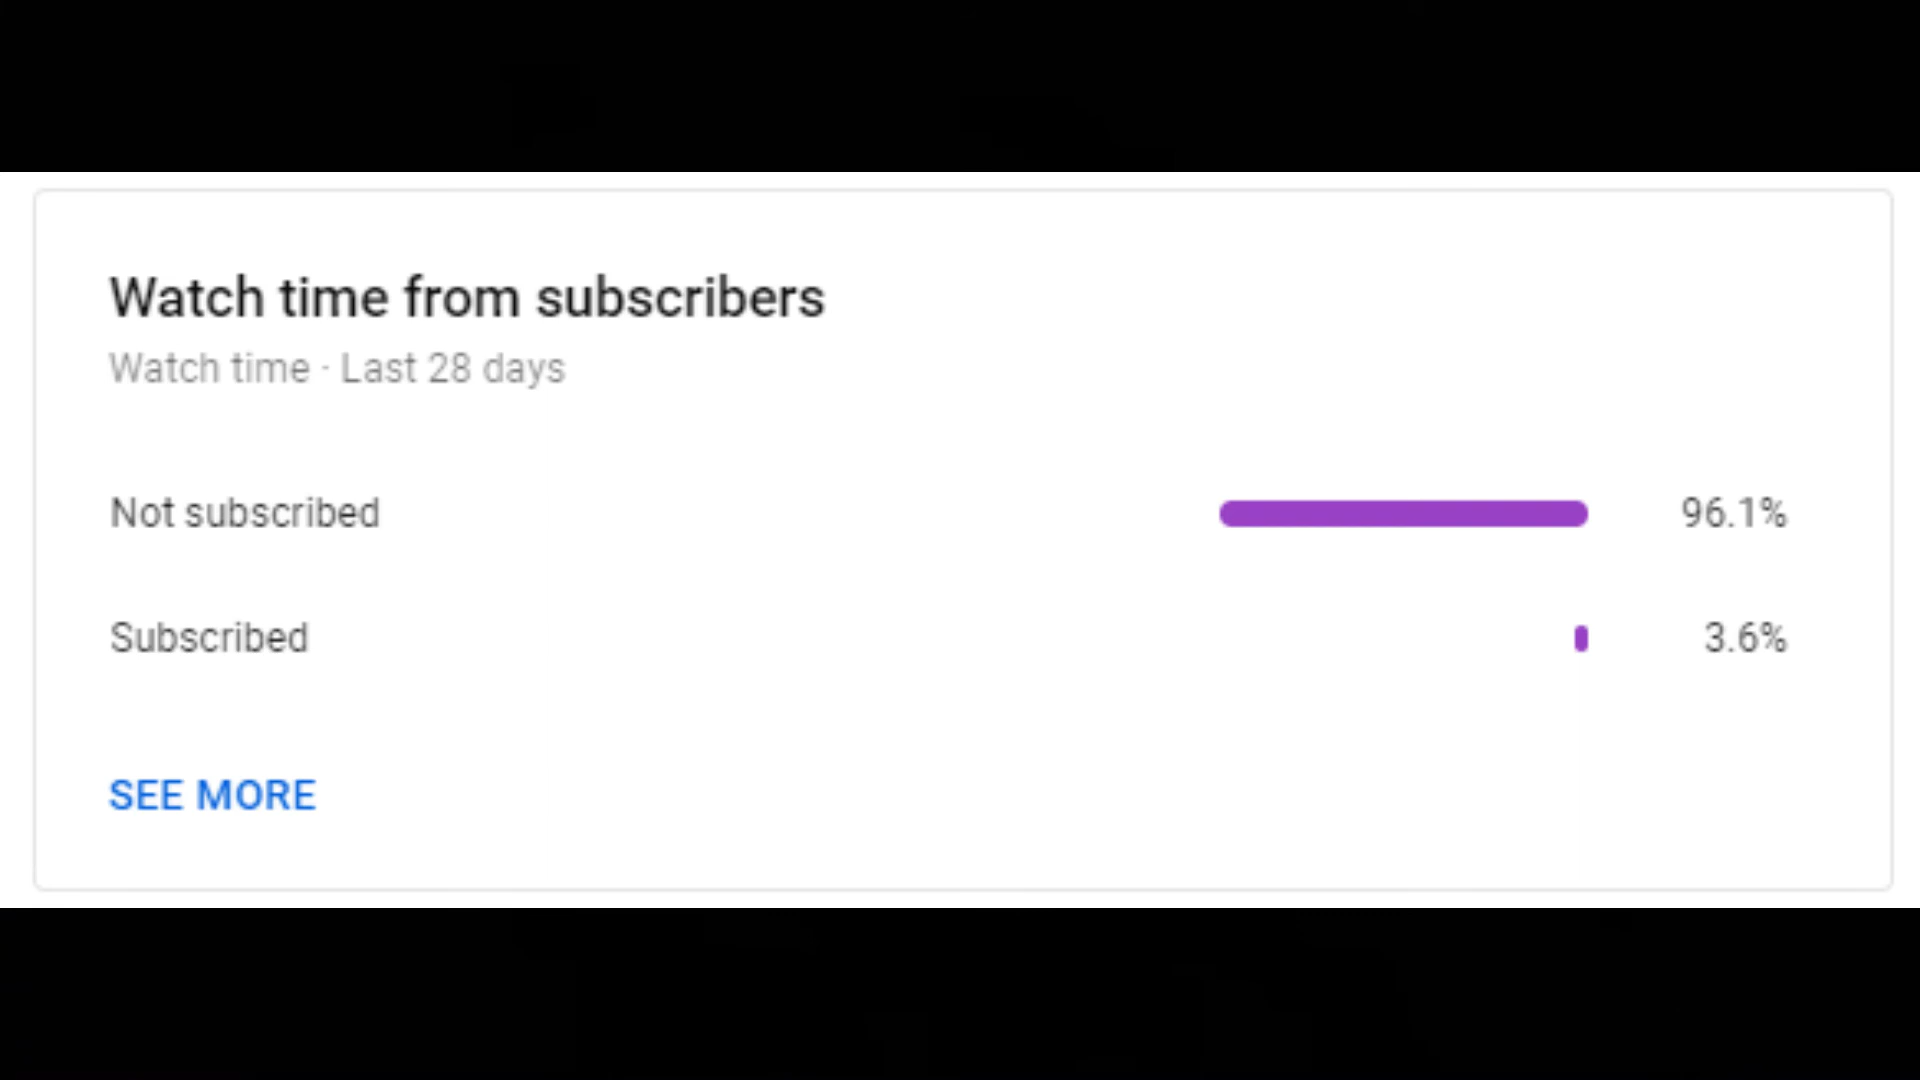 Watch time from subscribers
Watch time · Last 28 days
Not subscribed 96.1%
Subscribed 3.6%
SEE MORE